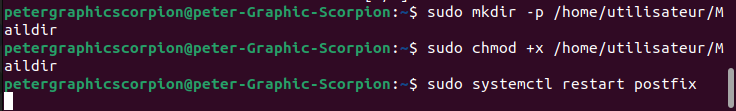 petergraphicscorpion@peter-Graphic-Scorpion:~$ sudo mkdir -p /home/utilisateur/M
aildir
petergraphicscorpion@peter-Graphic-Scorpion:~$ sudo chmod +x /home/utilisateur/M
aildir
petergraphicscorpion@peter-Graphic-Scorpion:~$ sudo systemctl restart postfix